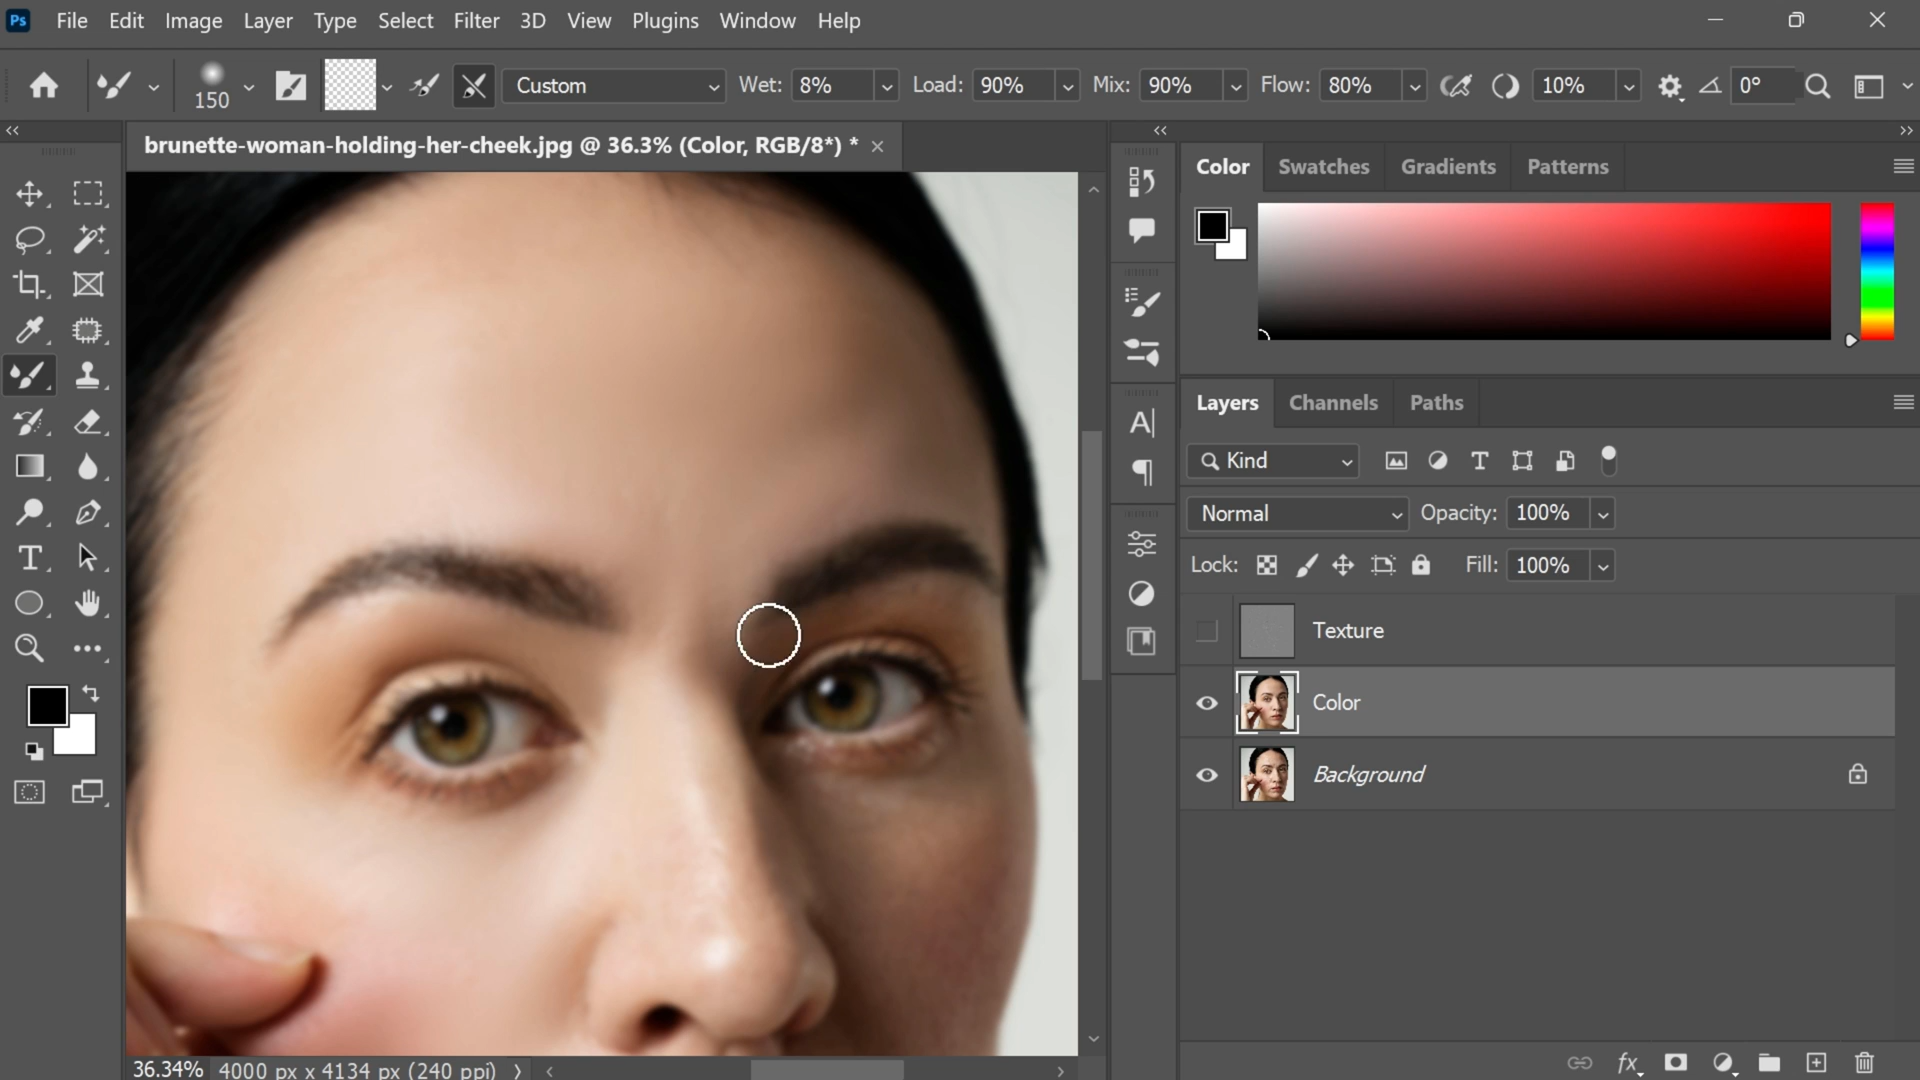 Ps File Edit Image Layer Type Select Filter 3D View Plugins Window Help
150 Custom Wet: 8% Load: 90% Mix: 90% Flow: 80% 10% 0°
brunette-woman-holding-her-cheek.jpg @ 36.3% (Color, RGB/8*) *
Color Swatches Gradients Patterns
Layers Channels Paths
Kind
Normal Opacity: 100%
Lock: Fill: 100%
Texture
Color
Background
36.34% 4000 px x 4134 px (240 ppi)
fx